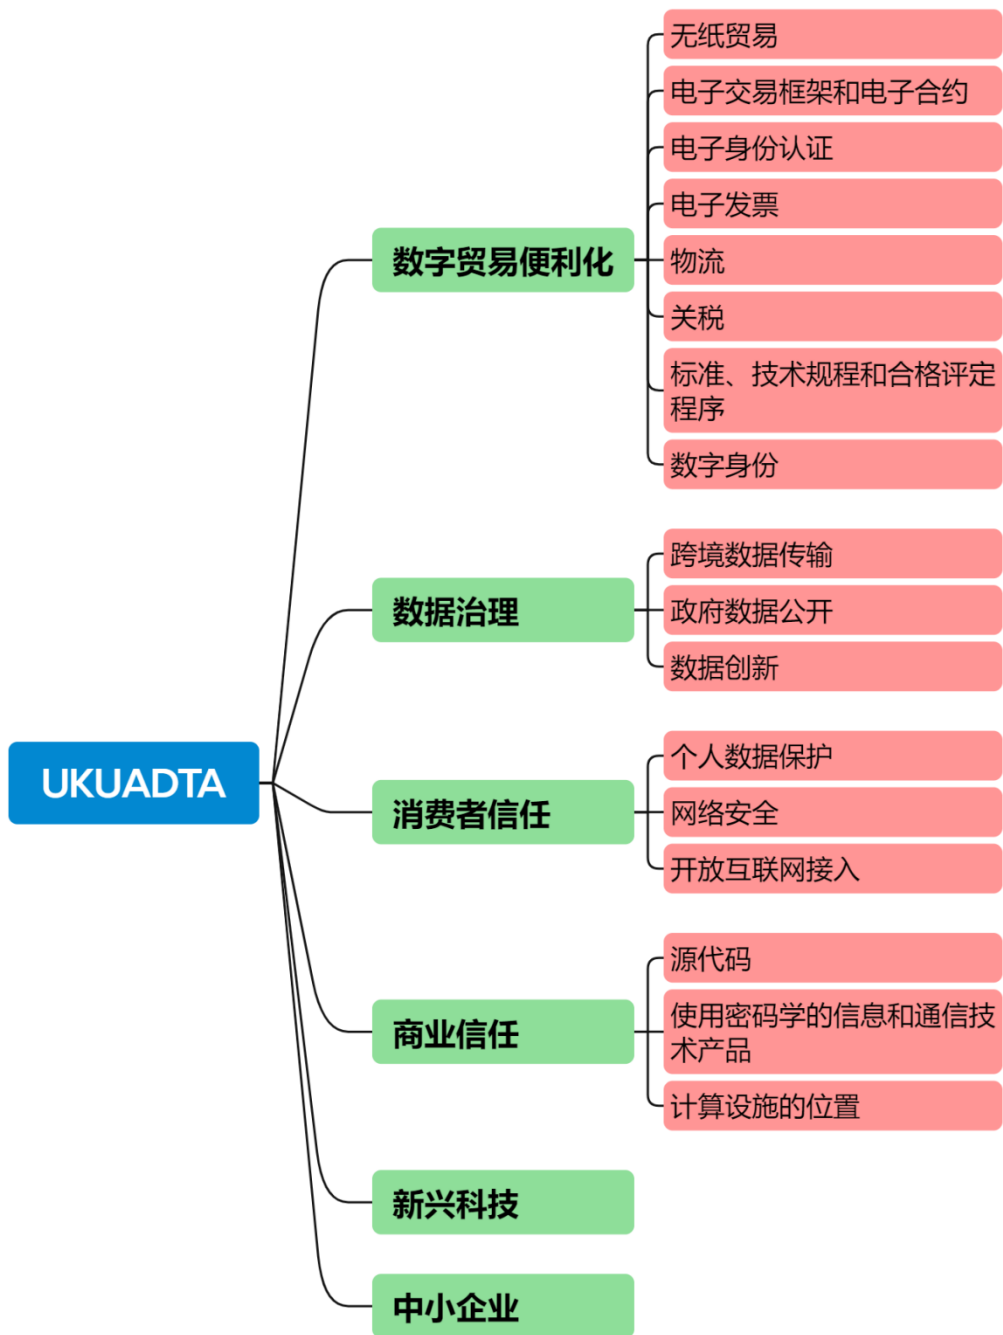 无纸贸易
电子交易框架和电子合约
电子身份认证
电子发票
数字贸易便利化
物流
关税
标准、技术规程和合格评定
程序
数字身份
跨境数据传输
数据治理
政府数据公开
数据创新
UKUADTA
个人数据保护
消费者信任
网络安全
开放互联网接入
源代码
商业信任
使用密码学的信息和通信技
术产品
计算设施的位置
新兴科技
中小企业